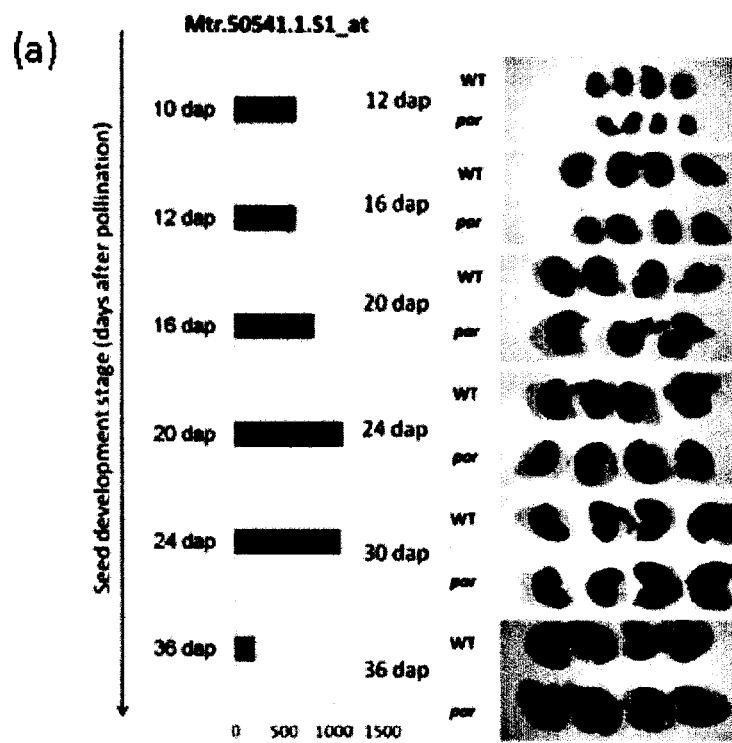 Mtr.50541.1.S1_at
(a)
Seed development stage (days after pollination)
10 dap
12 dap
16 dap
20 dap
24 dap
36 dap
0 500 1000 1500
12 dap
WT
par
16 dap
WT
par
20 dap
WT
par
24 dap
WT
par
30 dap
WT
par
36 dap
WT
par